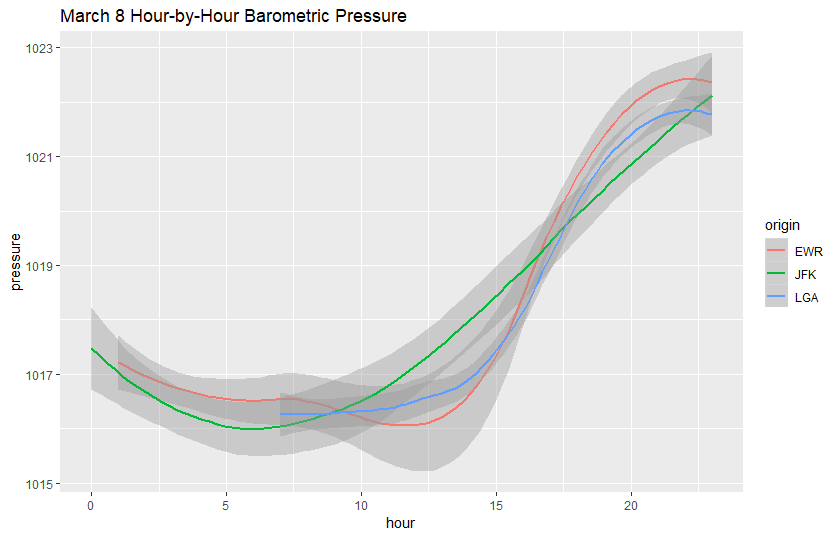 March 8 Hour-by-Hour Barometric Pressure
1023
1021
1019
1017
1015
pressure
0 5 10 15 20
hour
origin
EWR
JFK
LGA